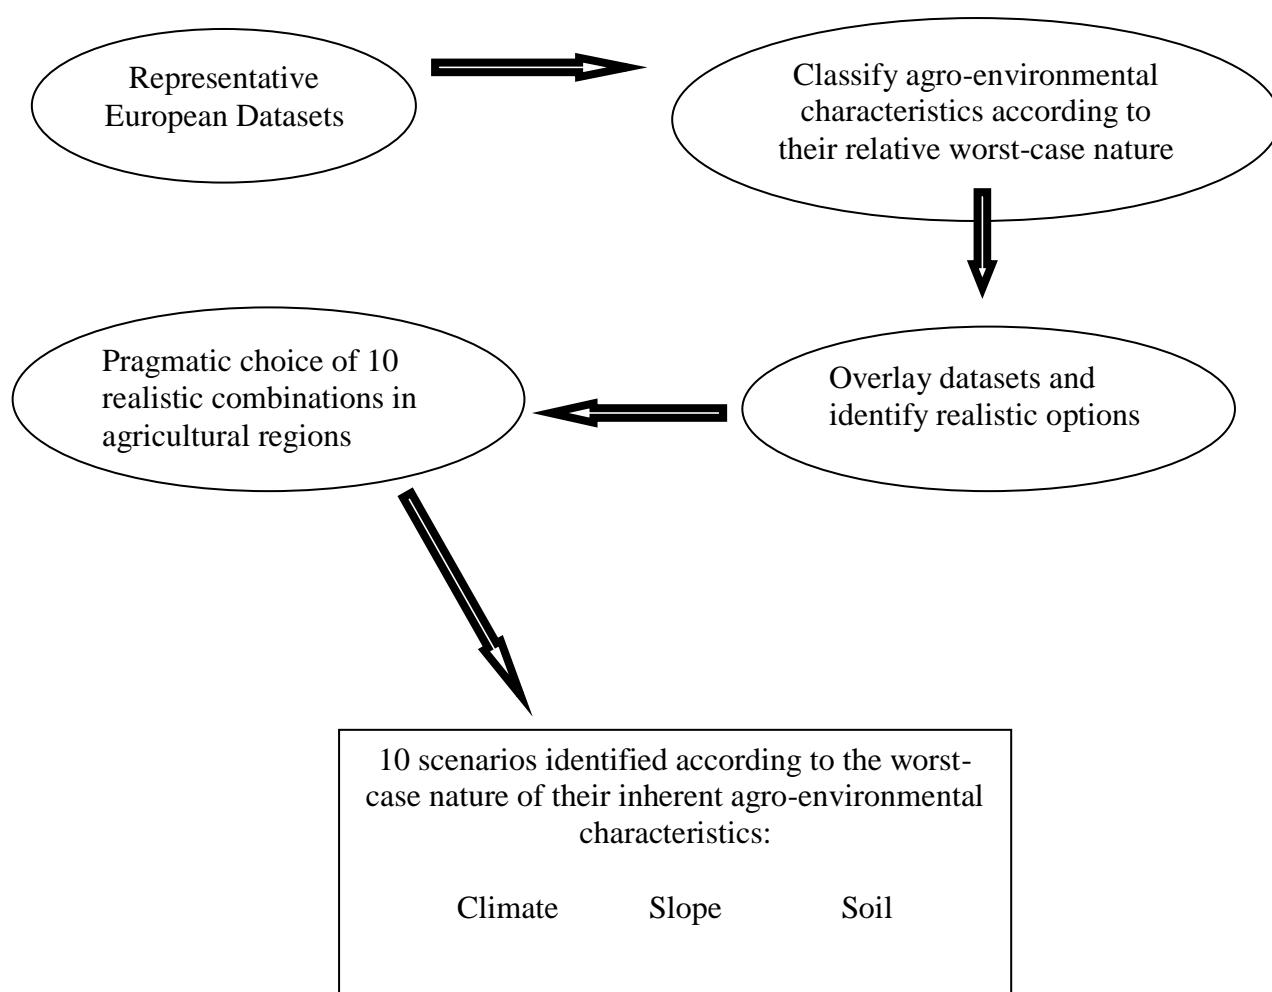 Representative
European Datasets
Classify agro-environmental
characteristics according to
their relative worst-case nature
Overlay datasets and
identify realistic options
Pragmatic choice of 10
realistic combinations in
agricultural regions
10 scenarios identified according to the worst-
case nature of their inherent agro-environmental
characteristics:
Climate Slope Soil